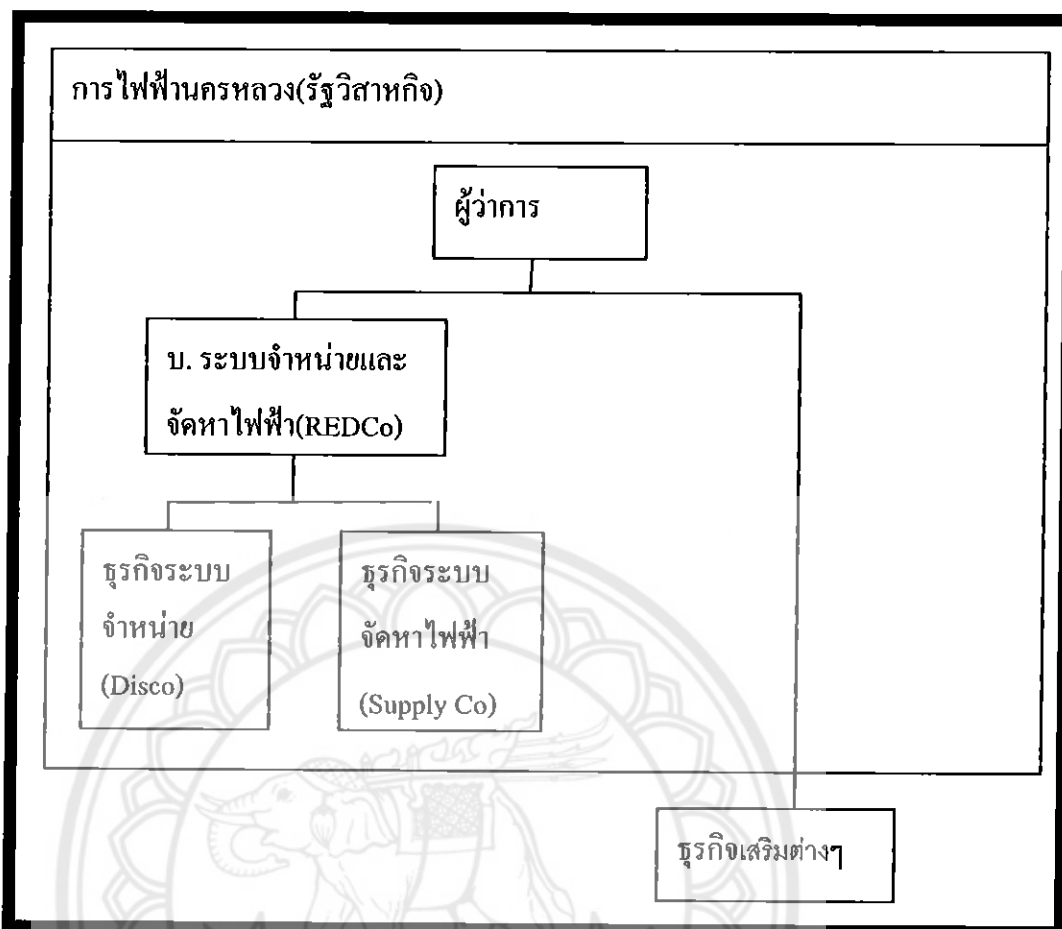 การไฟฟ้านครหลวง(รัฐวิสาหกิจ)
ผู้ว่าการ
บ. ระบบจำหน่ายและ
จัดหาไฟฟ้า(REDCo)
ธุรกิจระบบ
จำหน่าย
(Disco)
ธุรกิจระบบ
จัดหาไฟฟ้า
(Supply Co)
ธุรกิจเสริมต่างๆ